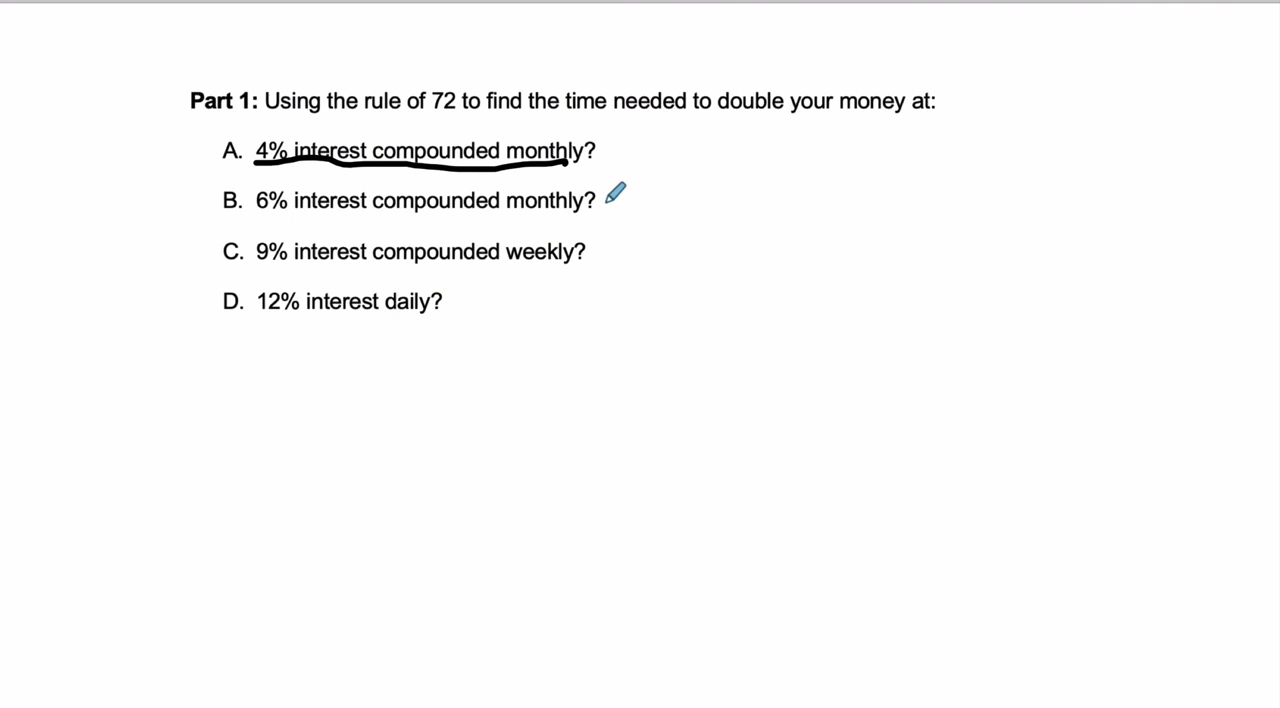 Part 1: Using the rule of 72 to find the time needed to double your money at:
A. 4% interest compounded monthly?
B. 6% interest compounded monthly?
C. 9% interest compounded weekly?
D. 12% interest daily?